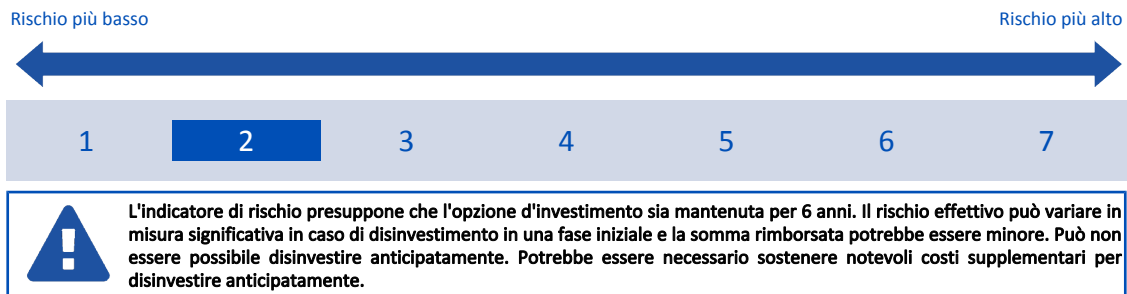 Rischio più basso Rischio più alto
1 2 3 4 5 6 7
L'indicatore di rischio presuppone che l'opzione d'investimento sia mantenuta per 6 anni. Il rischio effettivo può variare in
misura significativa in caso di disinvestimento in una fase iniziale e la somma rimborsata potrebbe essere minore. Può non
essere possibile disinvestire anticipatamente. Potrebbe essere necessario sostenere notevoli costi supplementari per
disinvestire anticipatamente.